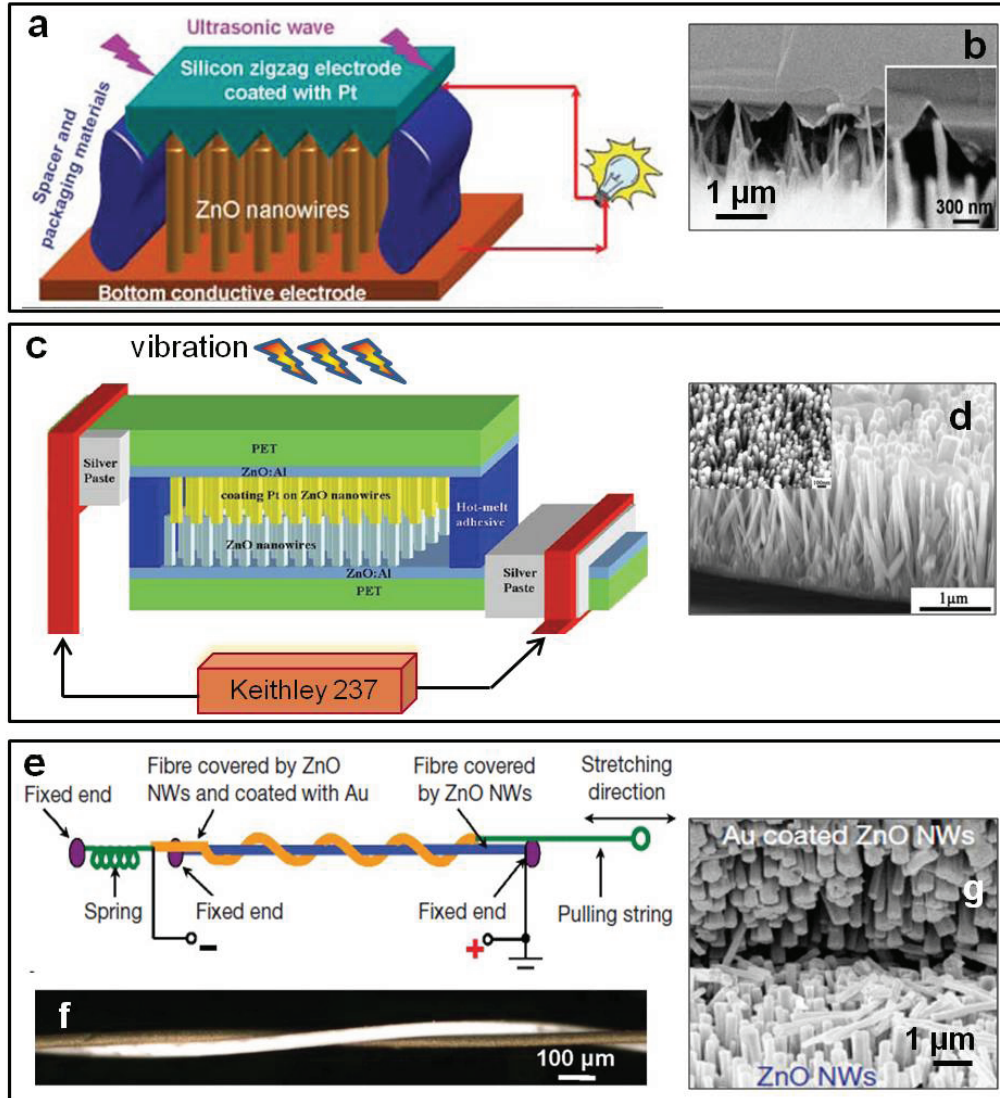 a
Ultrasonic wave
Silicon zigzag electrode
coated with Pt
Spacer and
packaging materials
ZnO nanowires
Bottom conductive electrode
b
1 µm
300 nm
c
vibration
PET
Silver
Paste
ZnO:Al
coating Pt on ZnO nanowires
Hot-melt
adhesive
ZnO nanowires
ZnO:Al
PET
Silver
Paste
Keithley 237
d
1µm
e
Fixed end
Fibre covered by ZnO
NWs and coated with Au
Fibre covered
by ZnO NWs
Stretching
direction
Spring
Fixed end
Fixed end
Pulling string
-
+
f
100 µm
Au coated ZnO NWs
g
1 µm
ZnO NWs